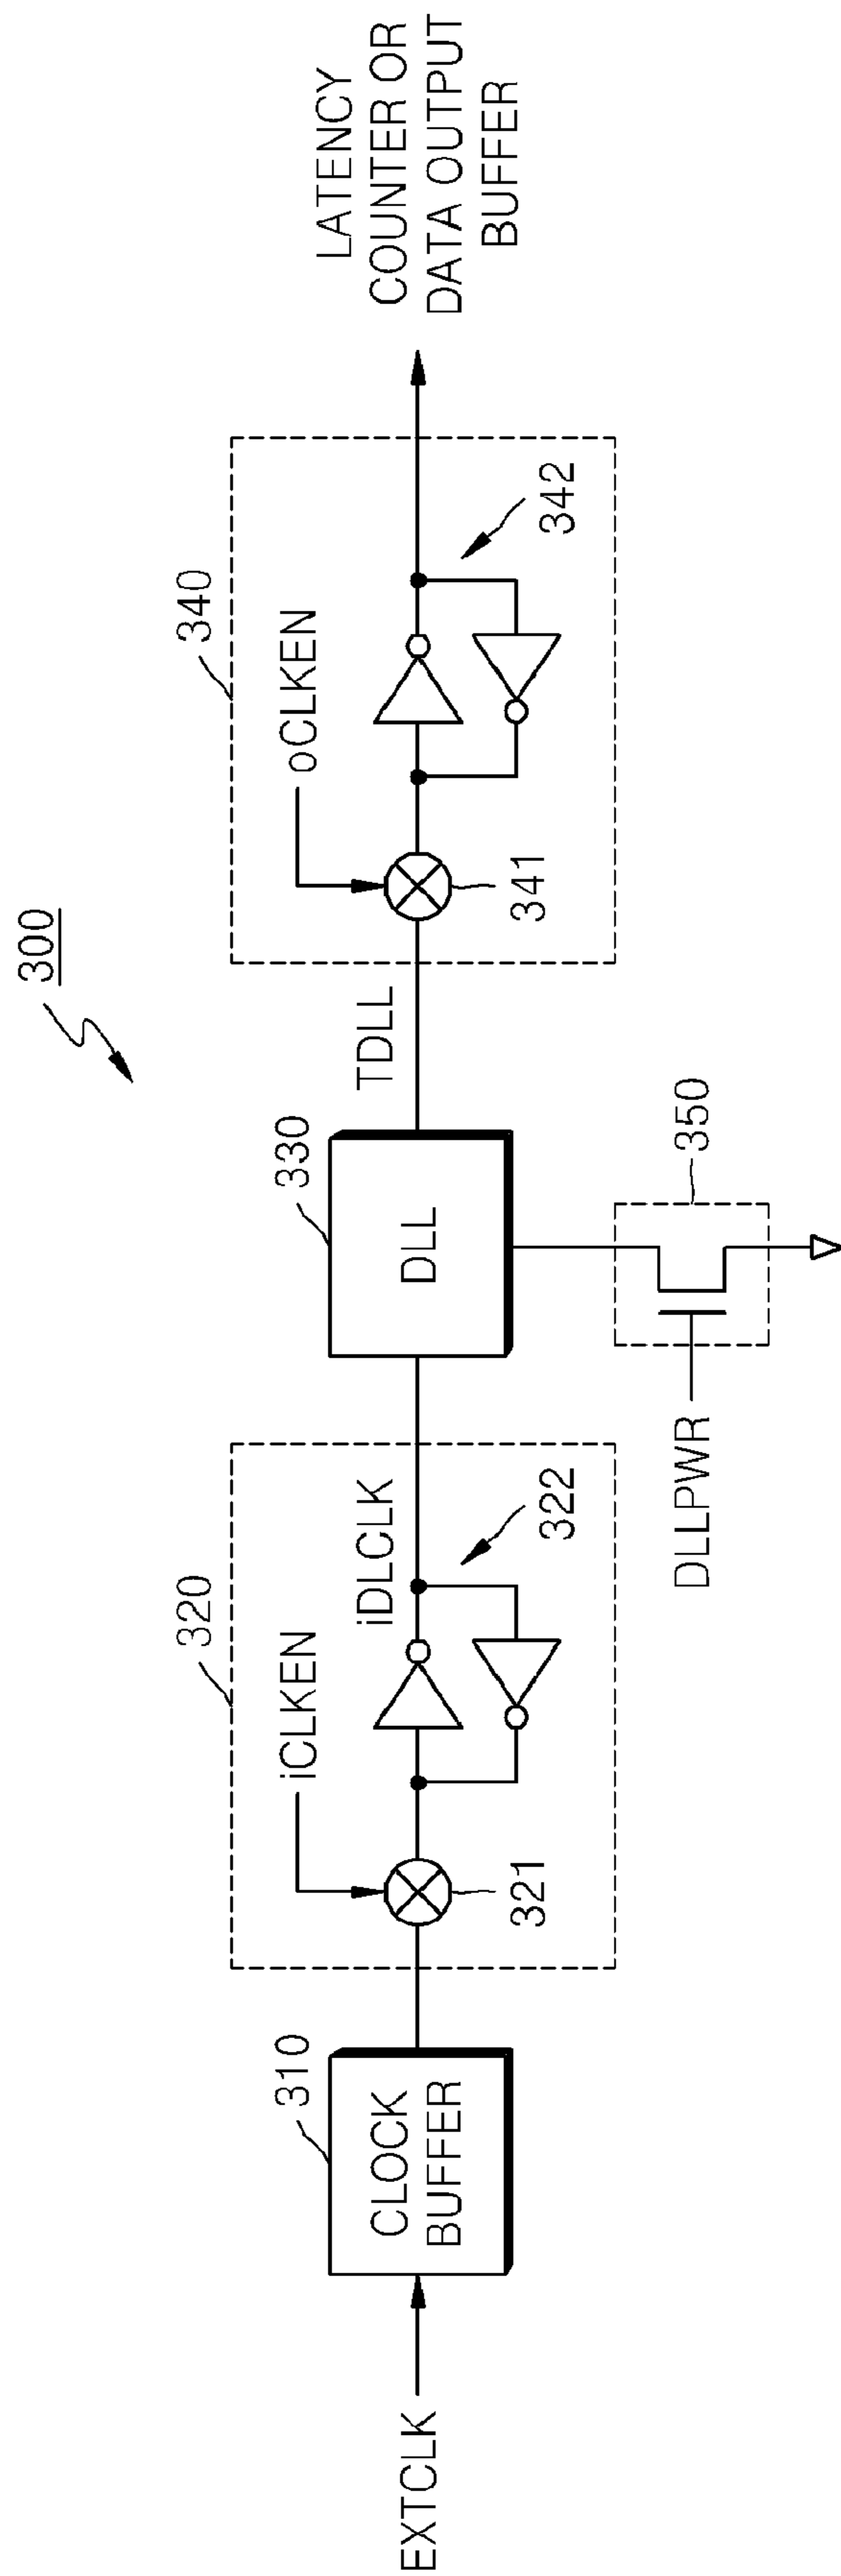 300
EXTCLK
310
CLOCK
BUFFER
320
iCLKEN
iDLCLK
321
322
330
DLL
TDLL
DLLPWR
350
340
oCLKEN
341
342
LATENCY
COUNTER OR
DATA OUTPUT
BUFFER